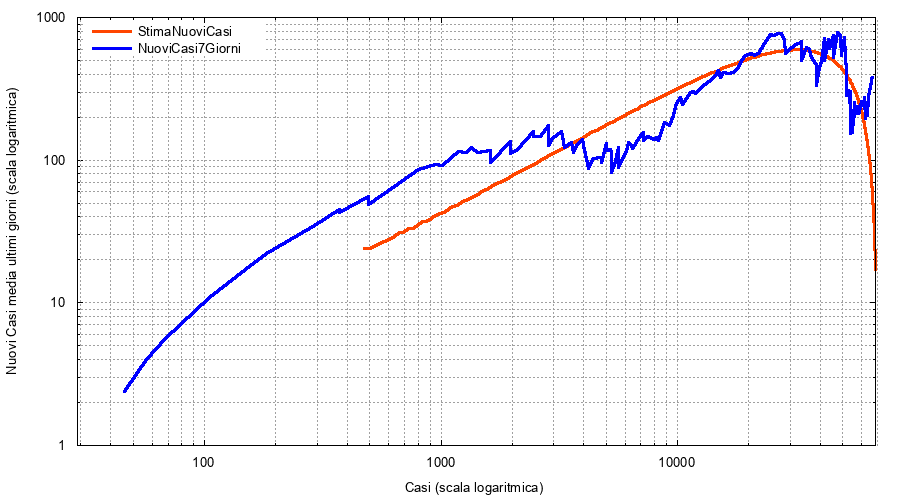 1000
StimaNuoviCasi
NuoviCasi7Giorni
100
10
1
Nuovi Casi media ultimi giorni (scala logaritmica)
100
1000
10000
Casi (scala logaritmica)